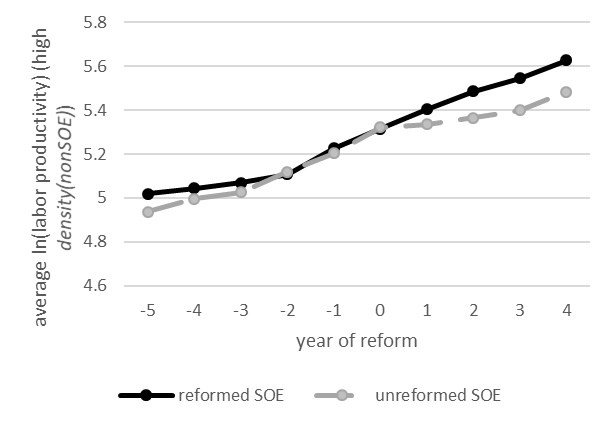 average ln(labor productivity) (high
density(nonSOE))
5.8
5.6
5.4
5.2
5
4.8
4.6
-5 -4 -3 -2 -1 0 1 2 3 4
year of reform
reformed SOE unreformed SOE